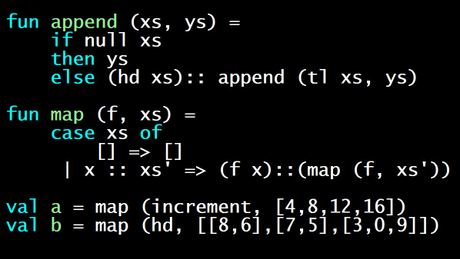 fun append (xs, ys) =
    if null xs
    then ys
    else (hd xs):: append (tl xs, ys)

fun map (f, xs) =
    case xs of
        [] => []
     | x :: xs' => (f x)::(map (f, xs'))

val a = map (increment, [4,8,12,16])
val b = map (hd, [[8,6],[7,5],[3,0,9]])